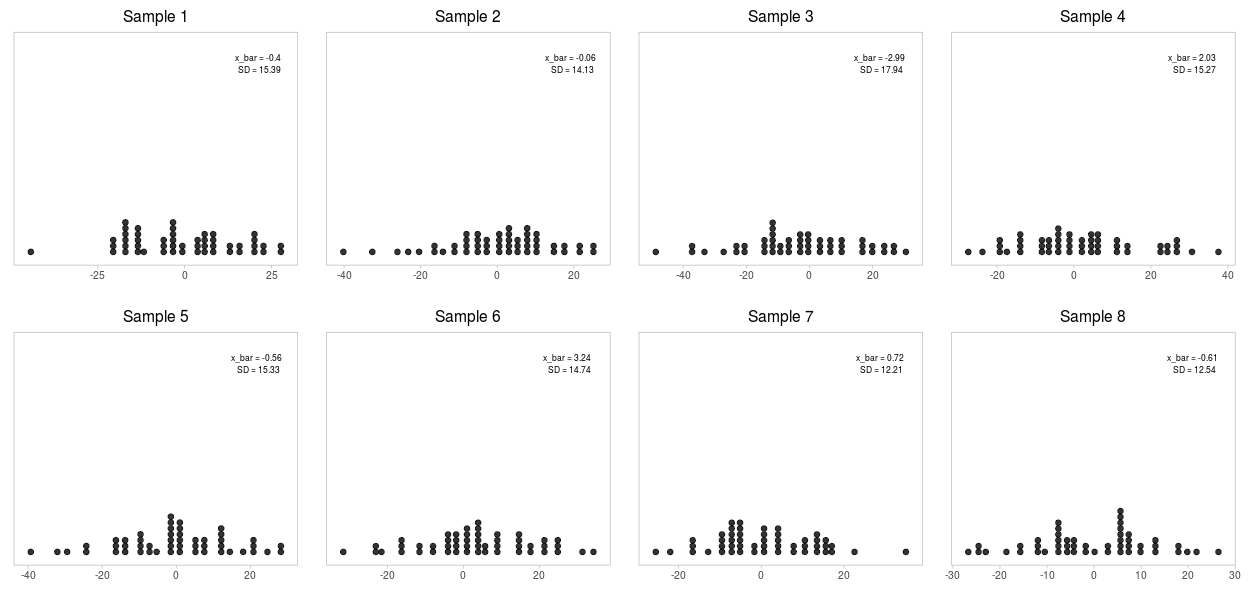 Sample 1 Sample 2 Sample 3 Sample 4
x_bar = -0.4 x_bar = -0.06 x_bar = -2.99 x_bar = 2.03
SD = 15.39 SD = 14.13 SD = 17.94 SD = 15.27
-25 0 25 -40 -20 0 20 -40 -20 0 20 -20 0 20 40
Sample 5 Sample 6 Sample 7 Sample 8
x_bar = -0.56 x_bar = 3.24 x_bar = 0.72 x_bar = -0.61
SD = 15.33 SD = 14.74 SD = 12.21 SD = 12.54
-40 -20 0 20 -20 0 20 -20 0 20 -30 -20 -10 0 10 20 30